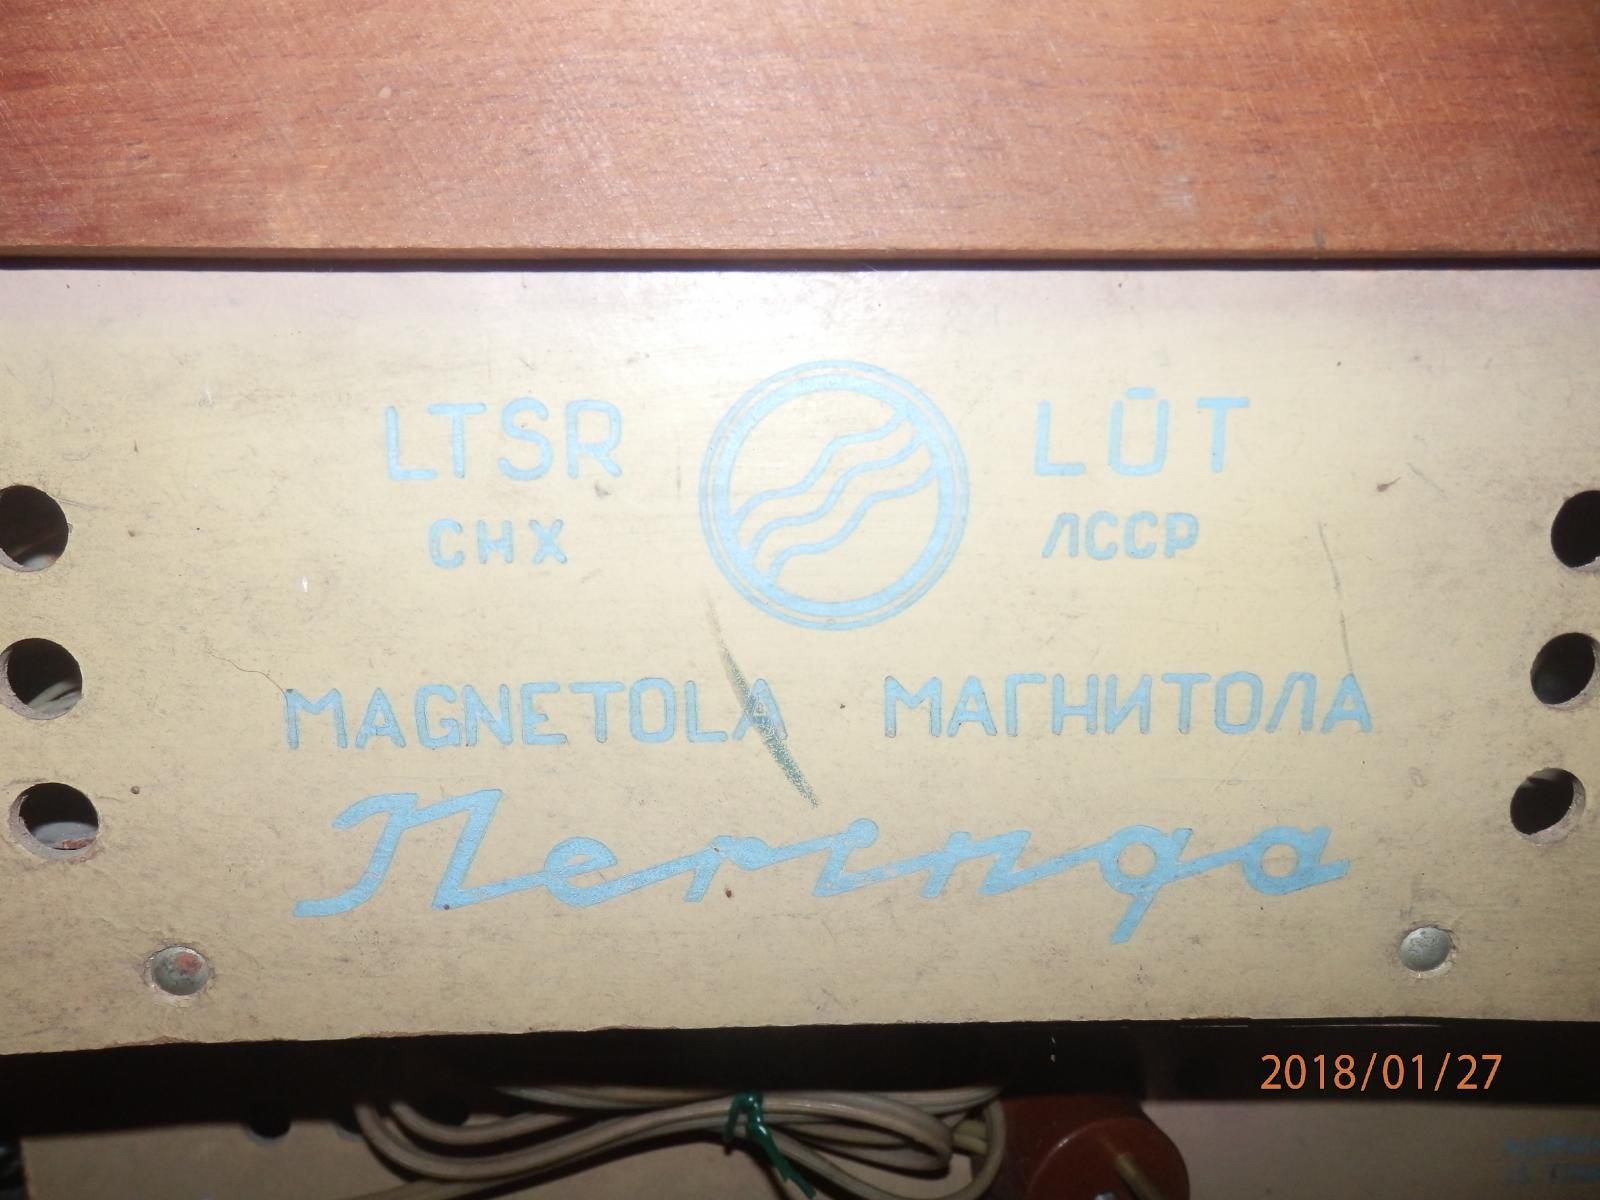 LTSR LŪT
СНХ ЛССР
MAGNETOLA МАГНИТОЛА
Neringa
2018/01/27